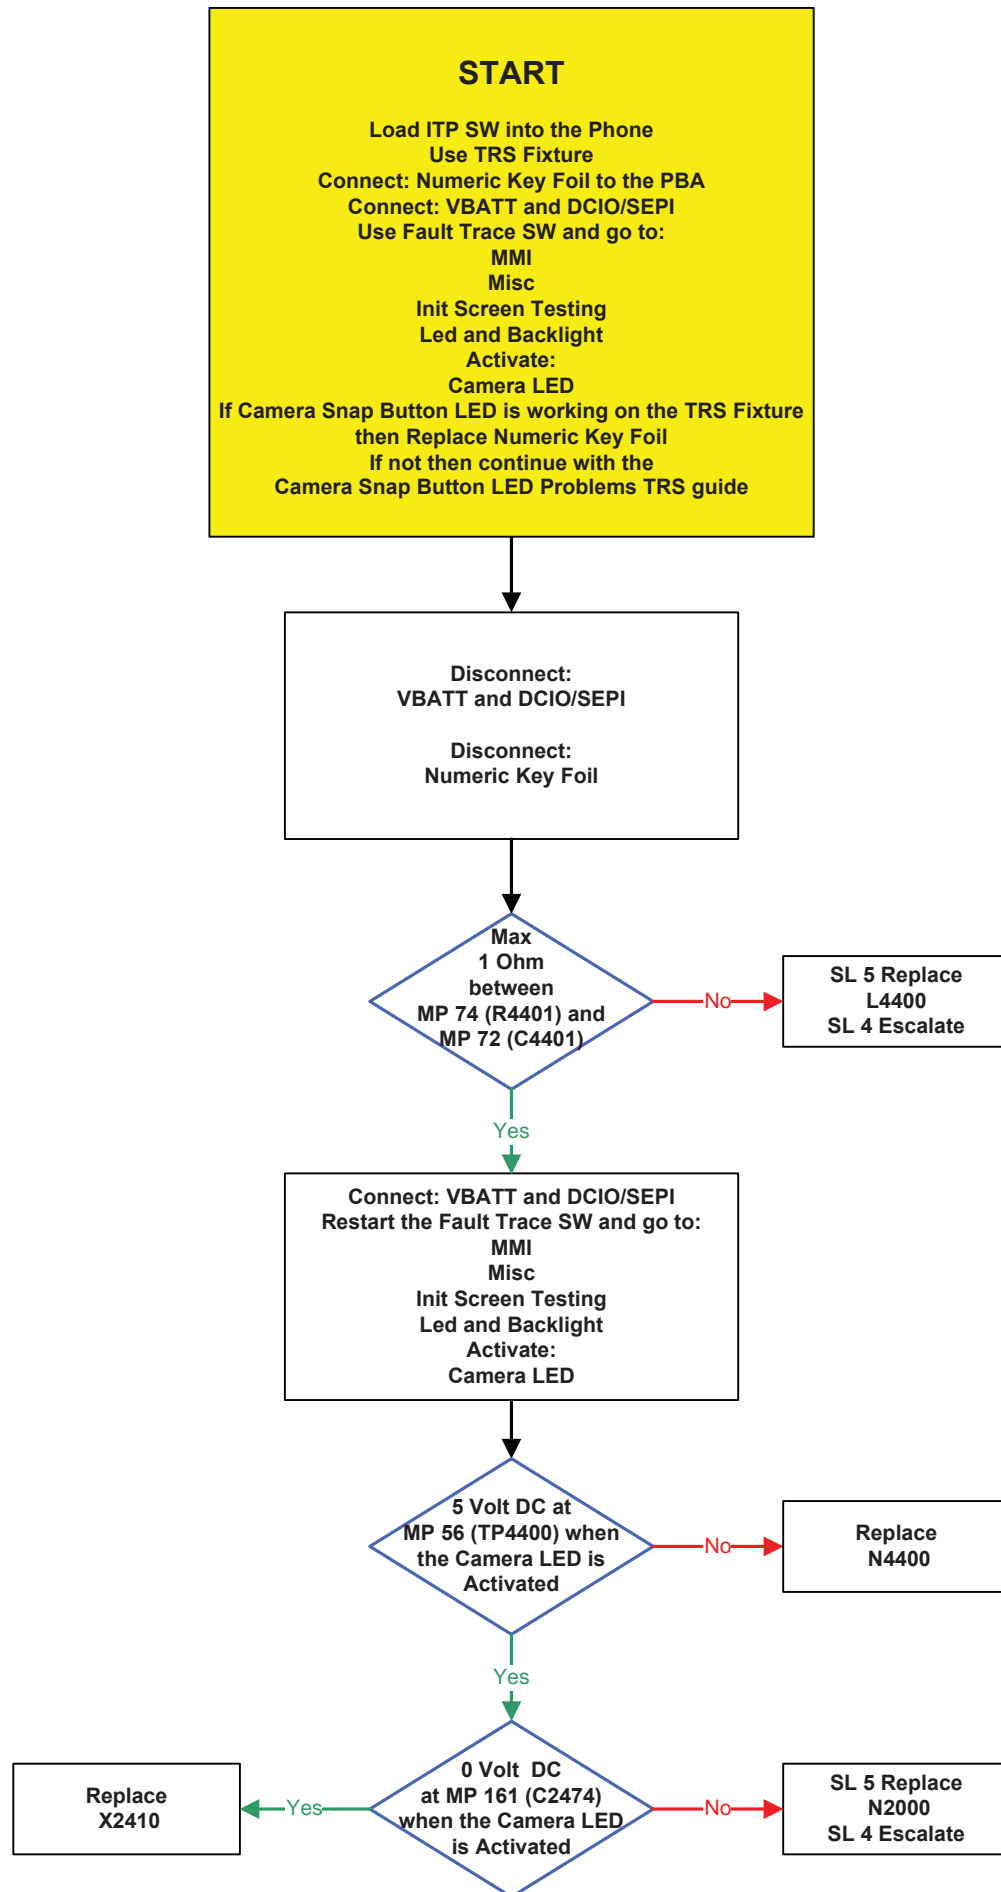 START
Load ITP SW into the Phone
Use TRS Fixture
Connect: Numeric Key Foil to the PBA
Connect: VBATT and DCIO/SEPI
Use Fault Trace SW and go to:
MMI
Misc
Init Screen Testing
Led and Backlight
Activate:
Camera LED
If Camera Snap Button LED is working on the TRS Fixture
then Replace Numeric Key Foil
If not then continue with the
Camera Snap Button LED Problems TRS guide
Disconnect:
VBATT and DCIO/SEPI
Disconnect:
Numeric Key Foil
Max
1 Ohm
between
MP 74 (R4401) and
MP 72 (C4401)
No
SL 5 Replace
L4400
SL 4 Escalate
Yes
Connect: VBATT and DCIO/SEPI
Restart the Fault Trace SW and go to:
MMI
Misc
Init Screen Testing
Led and Backlight
Activate:
Camera LED
5 Volt DC at
MP 56 (TP4400) when
the Camera LED is
Activated
No
Replace
N4400
Yes
0 Volt  DC
at MP 161 (C2474)
when the Camera LED
is Activated
Yes
Replace
X2410
No
SL 5 Replace
N2000
SL 4 Escalate